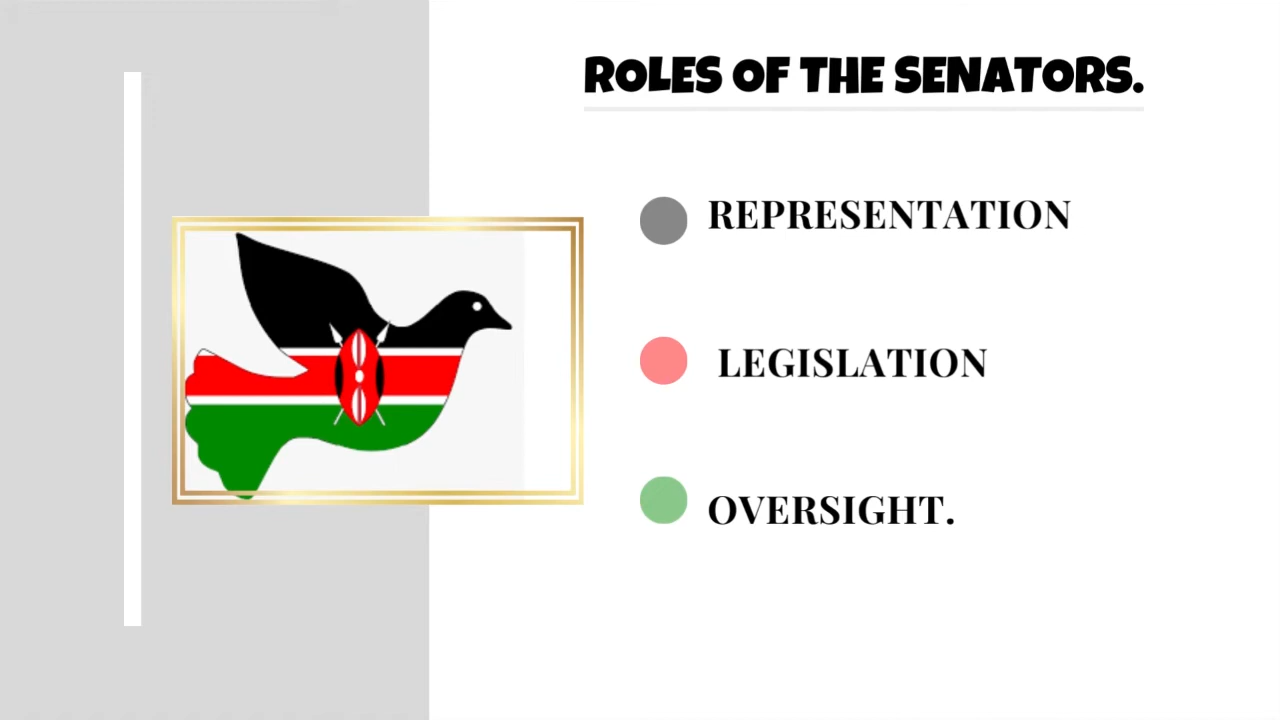 ROLES OF THE SENATORS.
REPRESENTATION
LEGISLATION
OVERSIGHT.